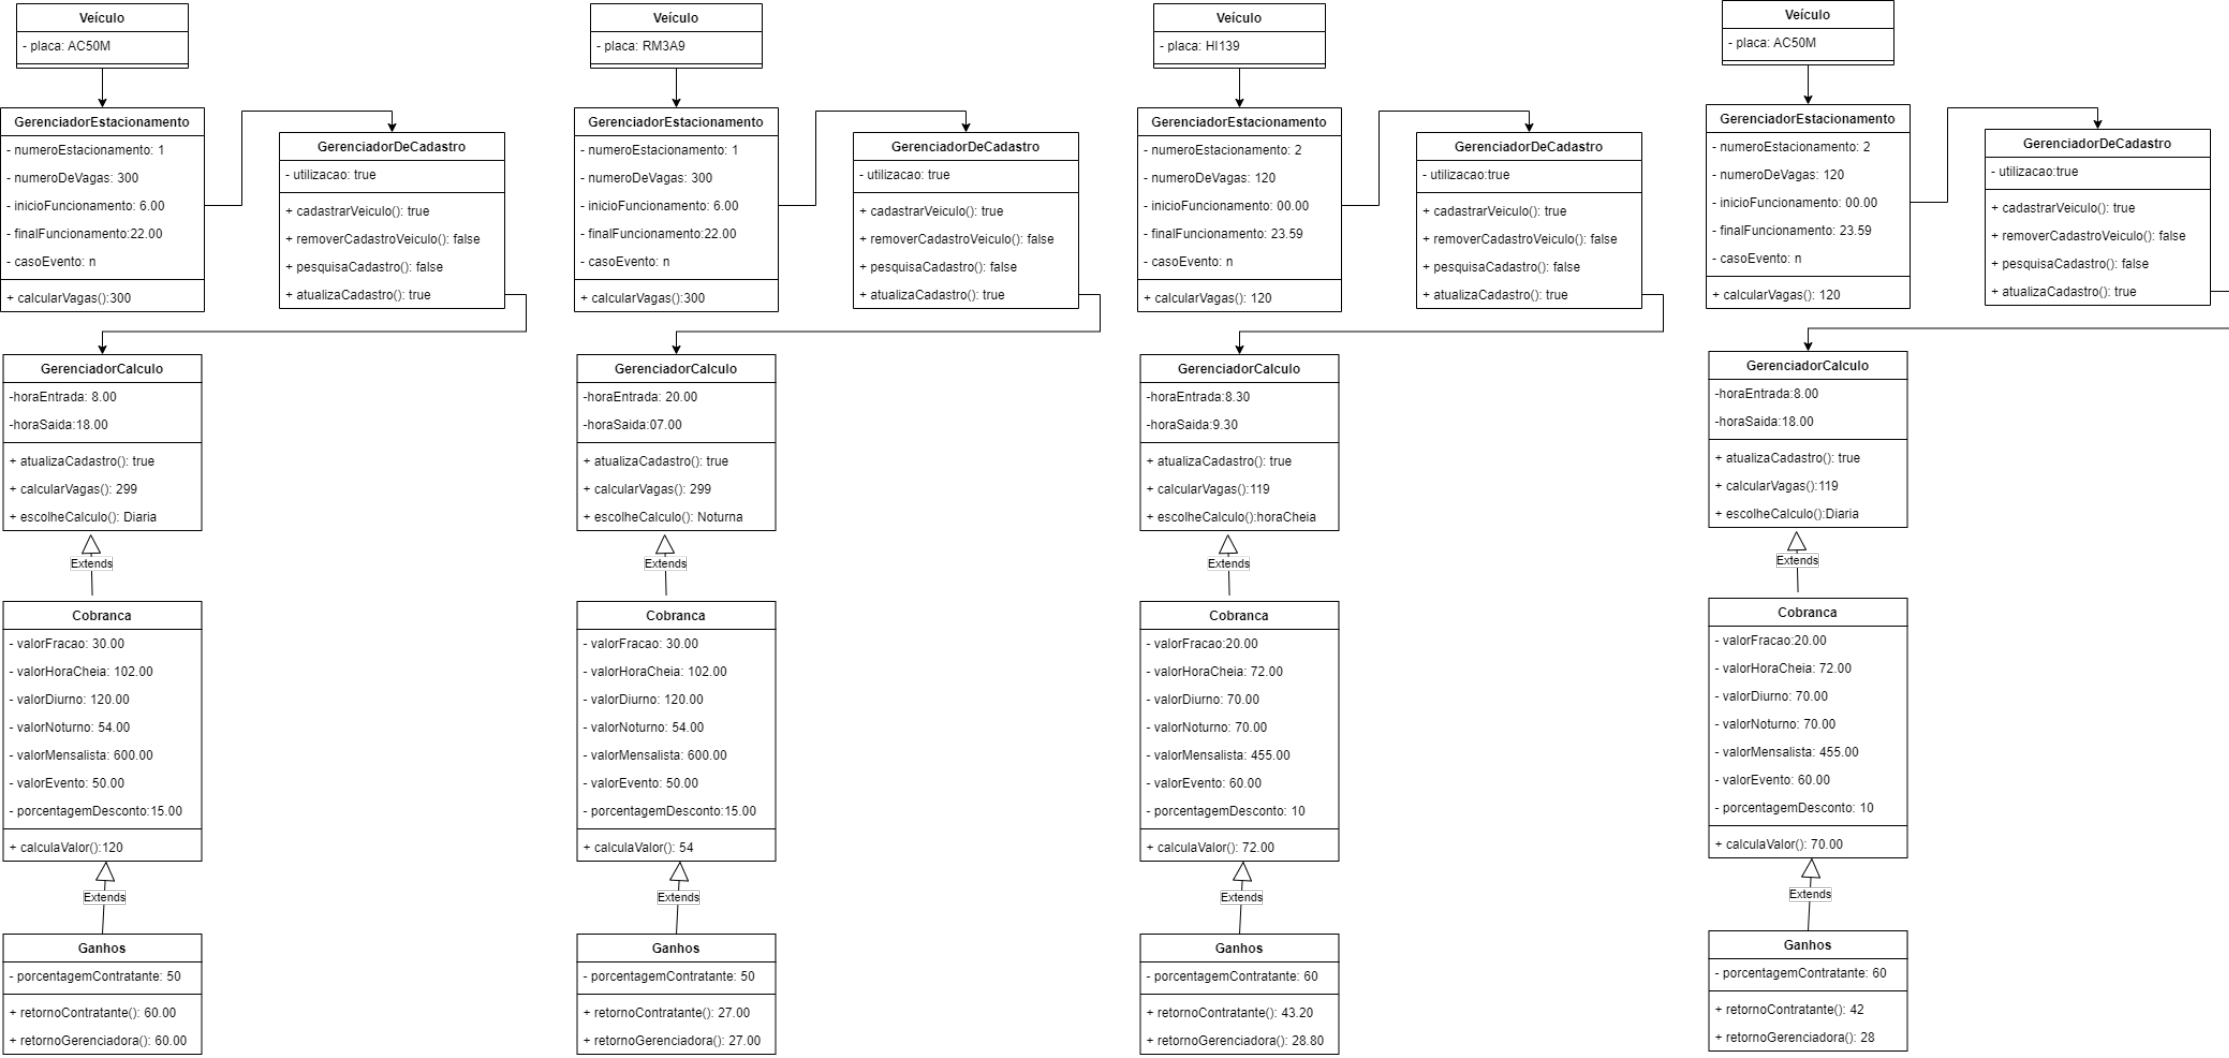 Veículo
- placa: AC50M
GerenciadorEstacionamento
- numeroEstacionamento: 1
- numeroDeVagas: 300
- inicioFuncionamento: 6.00
- finalFuncionamento:22.00
- casoEvento: n
+ calcularVagas():300
GerenciadorDeCadastro
- utilizacao: true
+ cadastrarVeiculo(): true
+ removerCadastroVeiculo(): false
+ pesquisaCadastro(): false
+ atualizaCadastro(): true
GerenciadorCalculo
-horaEntrada: 8.00
-horaSaida:18.00
+ atualizaCadastro(): true
+ calcularVagas(): 299
+ escolheCalculo(): Diaria
Extends
Cobranca
- valorFracao: 30.00
- valorHoraCheia: 102.00
- valorDiurno: 120.00
- valorNoturno: 54.00
- valorMensalista: 600.00
- valorEvento: 50.00
- porcentagemDesconto:15.00
+ calculaValor():120
Extends
Ganhos
- porcentagemContratante: 50
+ retornoContratante(): 60.00
+ retornoGerenciadora(): 60.00
Veículo
- placa: RM3A9
GerenciadorEstacionamento
- numeroEstacionamento: 1
- numeroDeVagas: 300
- inicioFuncionamento: 6.00
- finalFuncionamento:22.00
- casoEvento: n
+ calcularVagas():300
GerenciadorDeCadastro
- utilizacao: true
+ cadastrarVeiculo(): true
+ removerCadastroVeiculo(): false
+ pesquisaCadastro(): false
+ atualizaCadastro(): true
GerenciadorCalculo
-horaEntrada: 20.00
-horaSaida:07.00
+ atualizaCadastro(): true
+ calcularVagas(): 299
+ escolheCalculo(): Noturna
Extends
Cobranca
- valorFracao: 30.00
- valorHoraCheia: 102.00
- valorDiurno: 120.00
- valorNoturno: 54.00
- valorMensalista: 600.00
- valorEvento: 50.00
- porcentagemDesconto:15.00
+ calculaValor(): 54
Extends
Ganhos
- porcentagemContratante: 50
+ retornoContratante(): 27.00
+ retornoGerenciadora(): 27.00
Veículo
- placa: HI139
GerenciadorEstacionamento
- numeroEstacionamento: 2
- numeroDeVagas: 120
- inicioFuncionamento: 00.00
- finalFuncionamento: 23.59
- casoEvento: n
+ calcularVagas(): 120
GerenciadorDeCadastro
- utilizacao:true
+ cadastrarVeiculo(): true
+ removerCadastroVeiculo(): false
+ pesquisaCadastro(): false
+ atualizaCadastro(): true
GerenciadorCalculo
-horaEntrada:8.30
-horaSaida:9.30
+ atualizaCadastro(): true
+ calcularVagas():119
+ escolheCalculo():horaCheia
Extends
Cobranca
- valorFracao:20.00
- valorHoraCheia: 72.00
- valorDiurno: 70.00
- valorNoturno: 70.00
- valorMensalista: 455.00
- valorEvento: 60.00
- porcentagemDesconto: 10
+ calculaValor(): 72.00
Extends
Ganhos
- porcentagemContratante: 60
+ retornoContratante(): 43.20
+ retornoGerenciadora(): 28.80
Veículo
- placa: AC50M
GerenciadorEstacionamento
- numeroEstacionamento: 2
- numeroDeVagas: 120
- inicioFuncionamento: 00.00
- finalFuncionamento: 23.59
- casoEvento: n
+ calcularVagas(): 120
GerenciadorDeCadastro
- utilizacao:true
+ cadastrarVeiculo(): true
+ removerCadastroVeiculo(): false
+ pesquisaCadastro(): false
+ atualizaCadastro(): true
GerenciadorCalculo
-horaEntrada:8.00
-horaSaida:18.00
+ atualizaCadastro(): true
+ calcularVagas():119
+ escolheCalculo():Diaria
Extends
Cobranca
- valorFracao:20.00
- valorHoraCheia: 72.00
- valorDiurno: 70.00
- valorNoturno: 70.00
- valorMensalista: 455.00
- valorEvento: 60.00
- porcentagemDesconto: 10
+ calculaValor(): 70.00
Extends
Ganhos
- porcentagemContratante: 60
+ retornoContratante(): 42
+ retornoGerenciadora(): 28